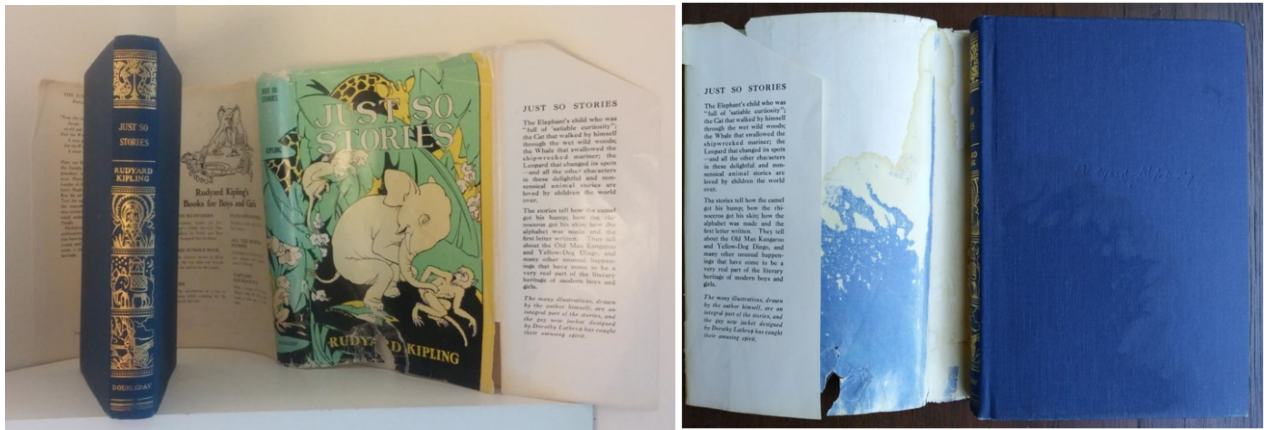 JUST SO
STORIES
RUDYARD
KIPLING
DOUBLEDAY
Rudyard Kipling's
Books for Boys and Girls
JUST SO
STORIES
KIPLING
JUST SO
STORIES
RUDYARD KIPLING
JUST SO STORIES
The Elephant's child who was
"full of 'satiable curiosity";
the Cat that walked by himself
through the wet wild woods;
the Whale that swallowed the
shipwrecked mariner; the
Leopard that changed its spots
—and all the other characters
in these delightful and non-
sensical animal stories are
loved by children the world
over.
The stories tell how the camel
got his hump; how the rhi-
noceros got his skin; how the
alphabet was made and the
first letter written. They tell
about the Old Man Kangaroo
and Yellow-Dog Dingo, and
many other unusual happen-
ings that have come to be a
very real part of the literary
heritage of modern boys and
girls.
The many illustrations, drawn
by the author himself, are an
integral part of the stories, and
the gay new jacket designed
by Dorothy Lathrop has caught
their amusing spirit.
JUST SO STORIES
The Elephant's child who was
"full of 'satiable curiosity";
the Cat that walked by himself
through the wet wild woods;
the Whale that swallowed the
shipwrecked mariner; the
Leopard that changed its spots
—and all the other characters
in these delightful and non-
sensical animal stories are
loved by children the world
over.
The stories tell how the camel
got his hump; how the rhi-
noceros got his skin; how the
alphabet was made and the
first letter written. They tell
about the Old Man Kangaroo
and Yellow-Dog Dingo, and
many other unusual happen-
ings that have come to be a
very real part of the literary
heritage of modern boys and
girls.
The many illustrations, drawn
by the author himself, are an
integral part of the stories, and
the gay new jacket designed
by Dorothy Lathrop has caught
their amusing spirit.